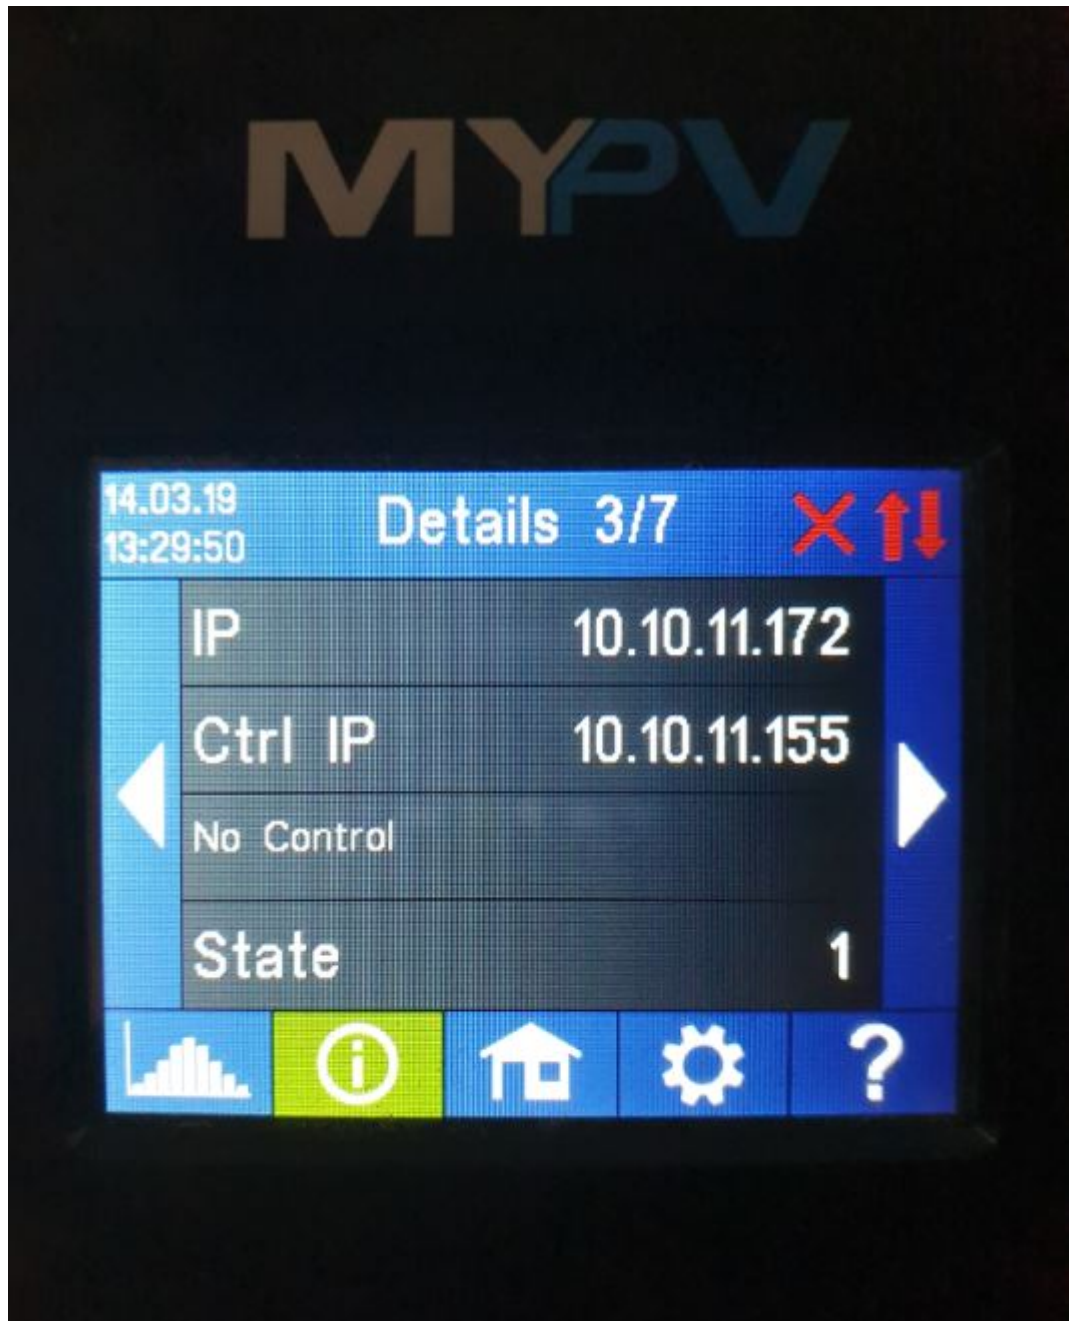 MYPV
14.03.19
13:29:50
Details 3/7
IP 10.10.11.172
Ctrl IP 10.10.11.155
No Control
State 1
?